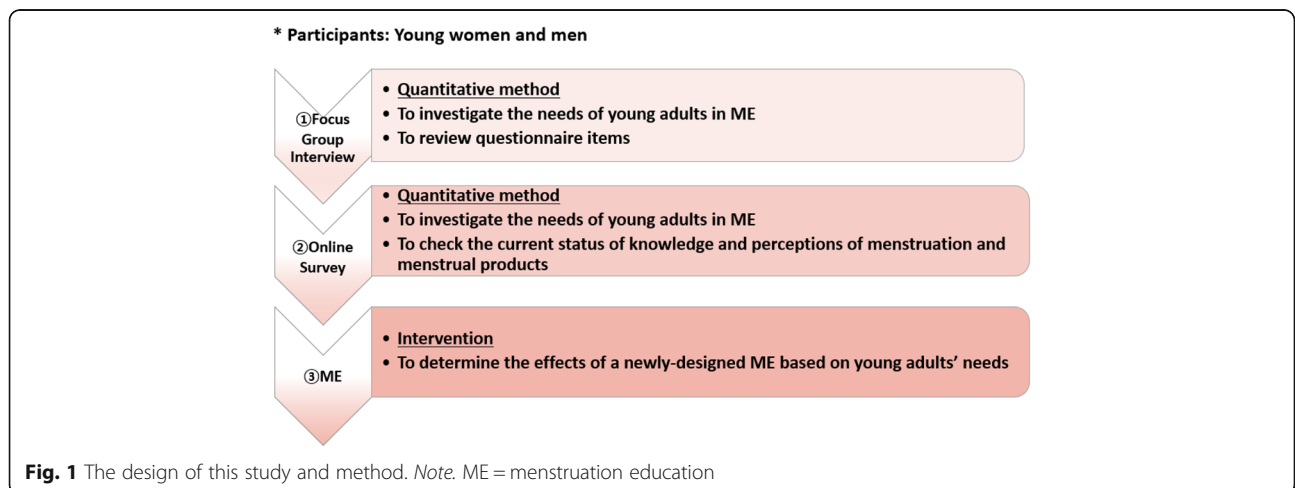 * Participants: Young women and men
①Focus
Group
Interview
• Quantitative method
• To investigate the needs of young adults in ME
• To review questionnaire items
②Online
Survey
• Quantitative method
• To investigate the needs of young adults in ME
• To check the current status of knowledge and perceptions of menstruation and
menstrual products
③ME
• Intervention
• To determine the effects of a newly-designed ME based on young adults' needs
Fig. 1 The design of this study and method. Note. ME = menstruation education